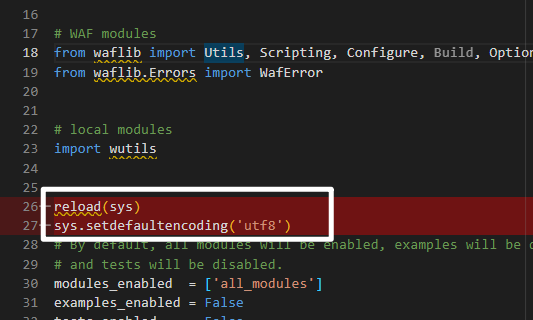 16
17 # WAF modules
18 from waflib import Utils, Scripting, Configure, Build, Option
19 from waflib.Errors import WafError
20
21
22 # local modules
23 import wutils
24
25
26 reload(sys)
27 sys.setdefaultencoding('utf8')
28 # By default, all modules will be enabled, examples will be
29 # and tests will be disabled.
30 modules_enabled = ['all_modules']
31 examples_enabled = False